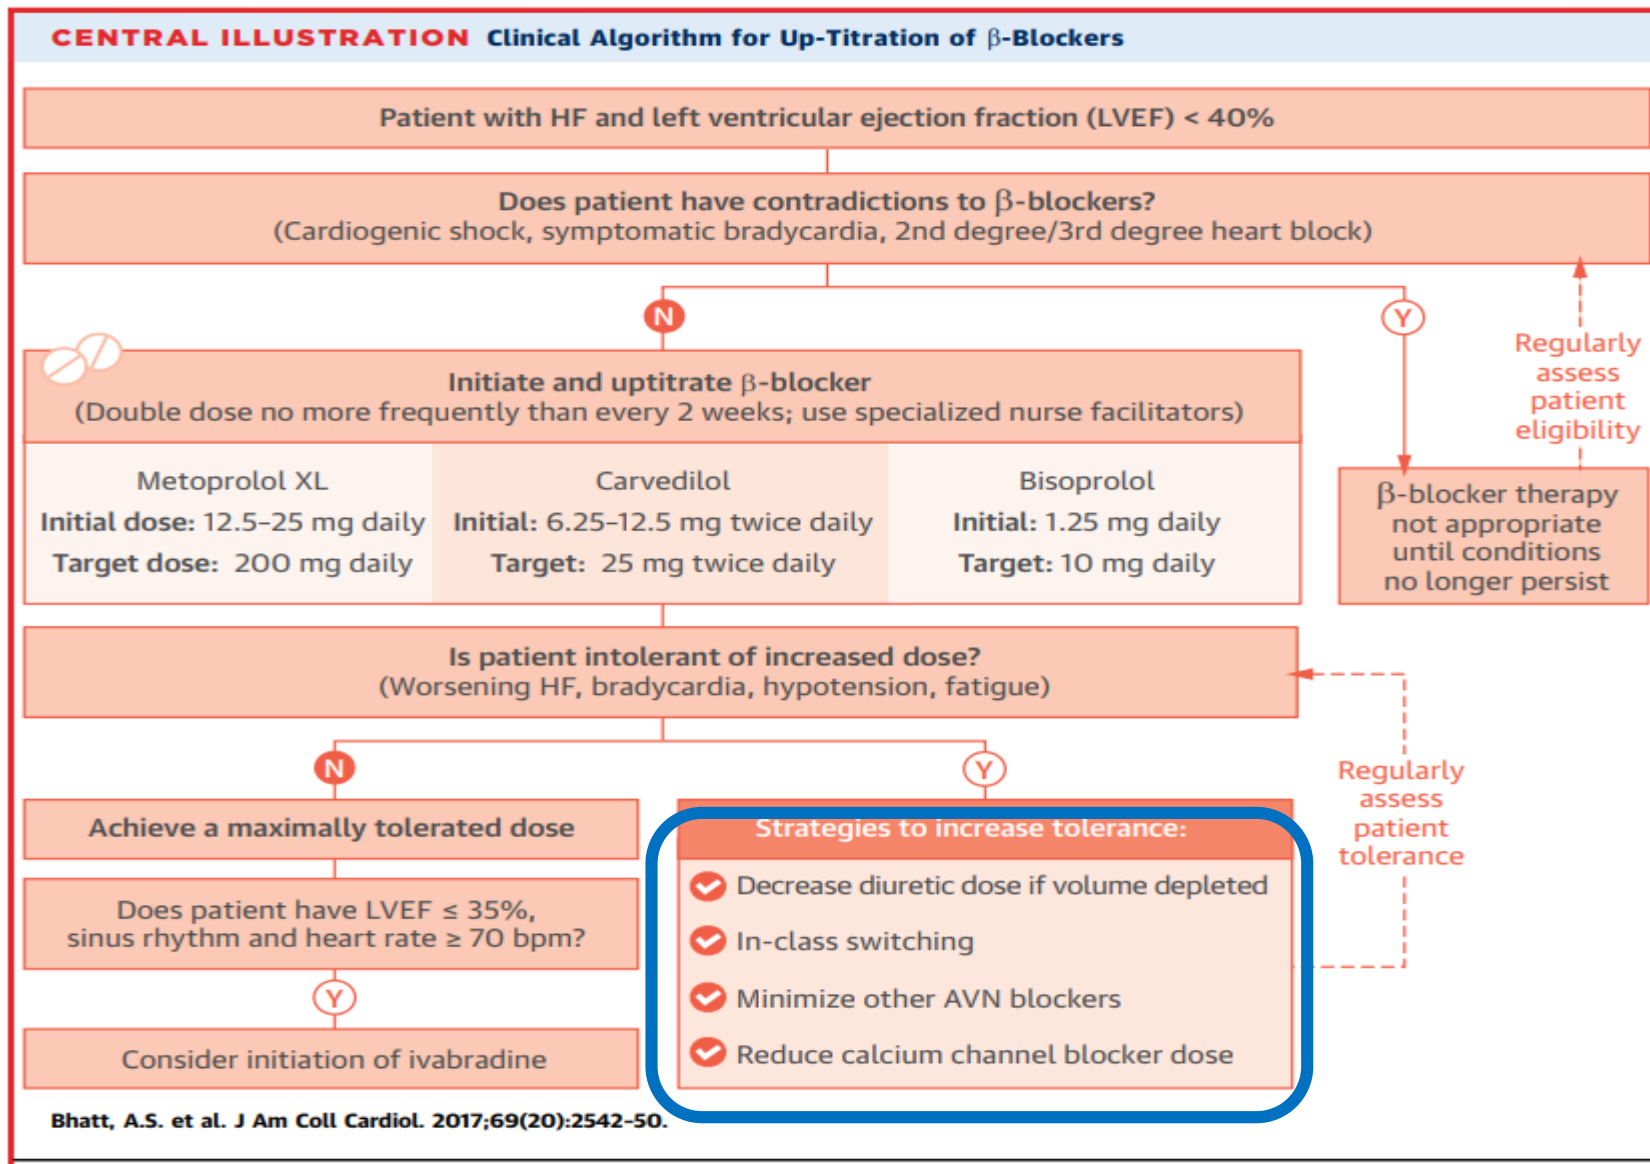 CENTRAL ILLUSTRATION Clinical Algorithm for Up-Titration of β-Blockers
Patient with HF and left ventricular ejection fraction (LVEF) < 40%
Does patient have contradictions to β-blockers?
(Cardiogenic shock, symptomatic bradycardia, 2nd degree/3rd degree heart block)
N
Y
Regularly
assess
patient
eligibility
Initiate and uptitrate β-blocker
(Double dose no more frequently than every 2 weeks; use specialized nurse facilitators)
Metoprolol XL
Initial dose: 12.5–25 mg daily
Target dose: 200 mg daily
Carvedilol
Initial: 6.25–12.5 mg twice daily
Target: 25 mg twice daily
Bisoprolol
Initial: 1.25 mg daily
Target: 10 mg daily
β-blocker therapy
not appropriate
until conditions
no longer persist
Is patient intolerant of increased dose?
(Worsening HF, bradycardia, hypotension, fatigue)
N
Y
Regularly
assess
patient
tolerance
Achieve a maximally tolerated dose
Does patient have LVEF ≤ 35%,
sinus rhythm and heart rate ≥ 70 bpm?
Y
Consider initiation of ivabradine
Strategies to increase tolerance:
Decrease diuretic dose if volume depleted
In-class switching
Minimize other AVN blockers
Reduce calcium channel blocker dose
Bhatt, A.S. et al. J Am Coll Cardiol. 2017;69(20):2542–50.